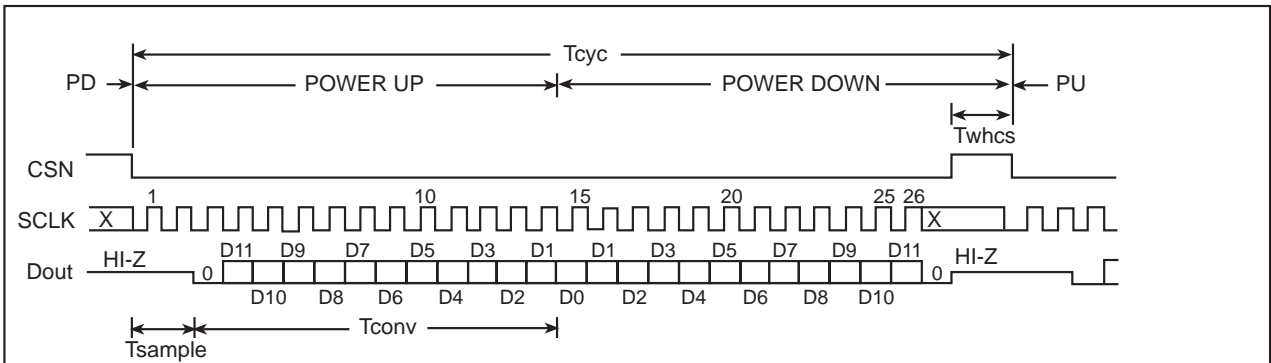 Tcyc
PD POWER UP POWER DOWN PU
Twhcs
CSN
1 10 15 20 25 26
SCLK X X
D11 D9 D7 D5 D3 D1 D1 D3 D5 D7 D9 D11
HI-Z HI-Z
Dout 0 0
D10 D8 D6 D4 D2 D0 D2 D4 D6 D8 D10
Tconv
Tsample